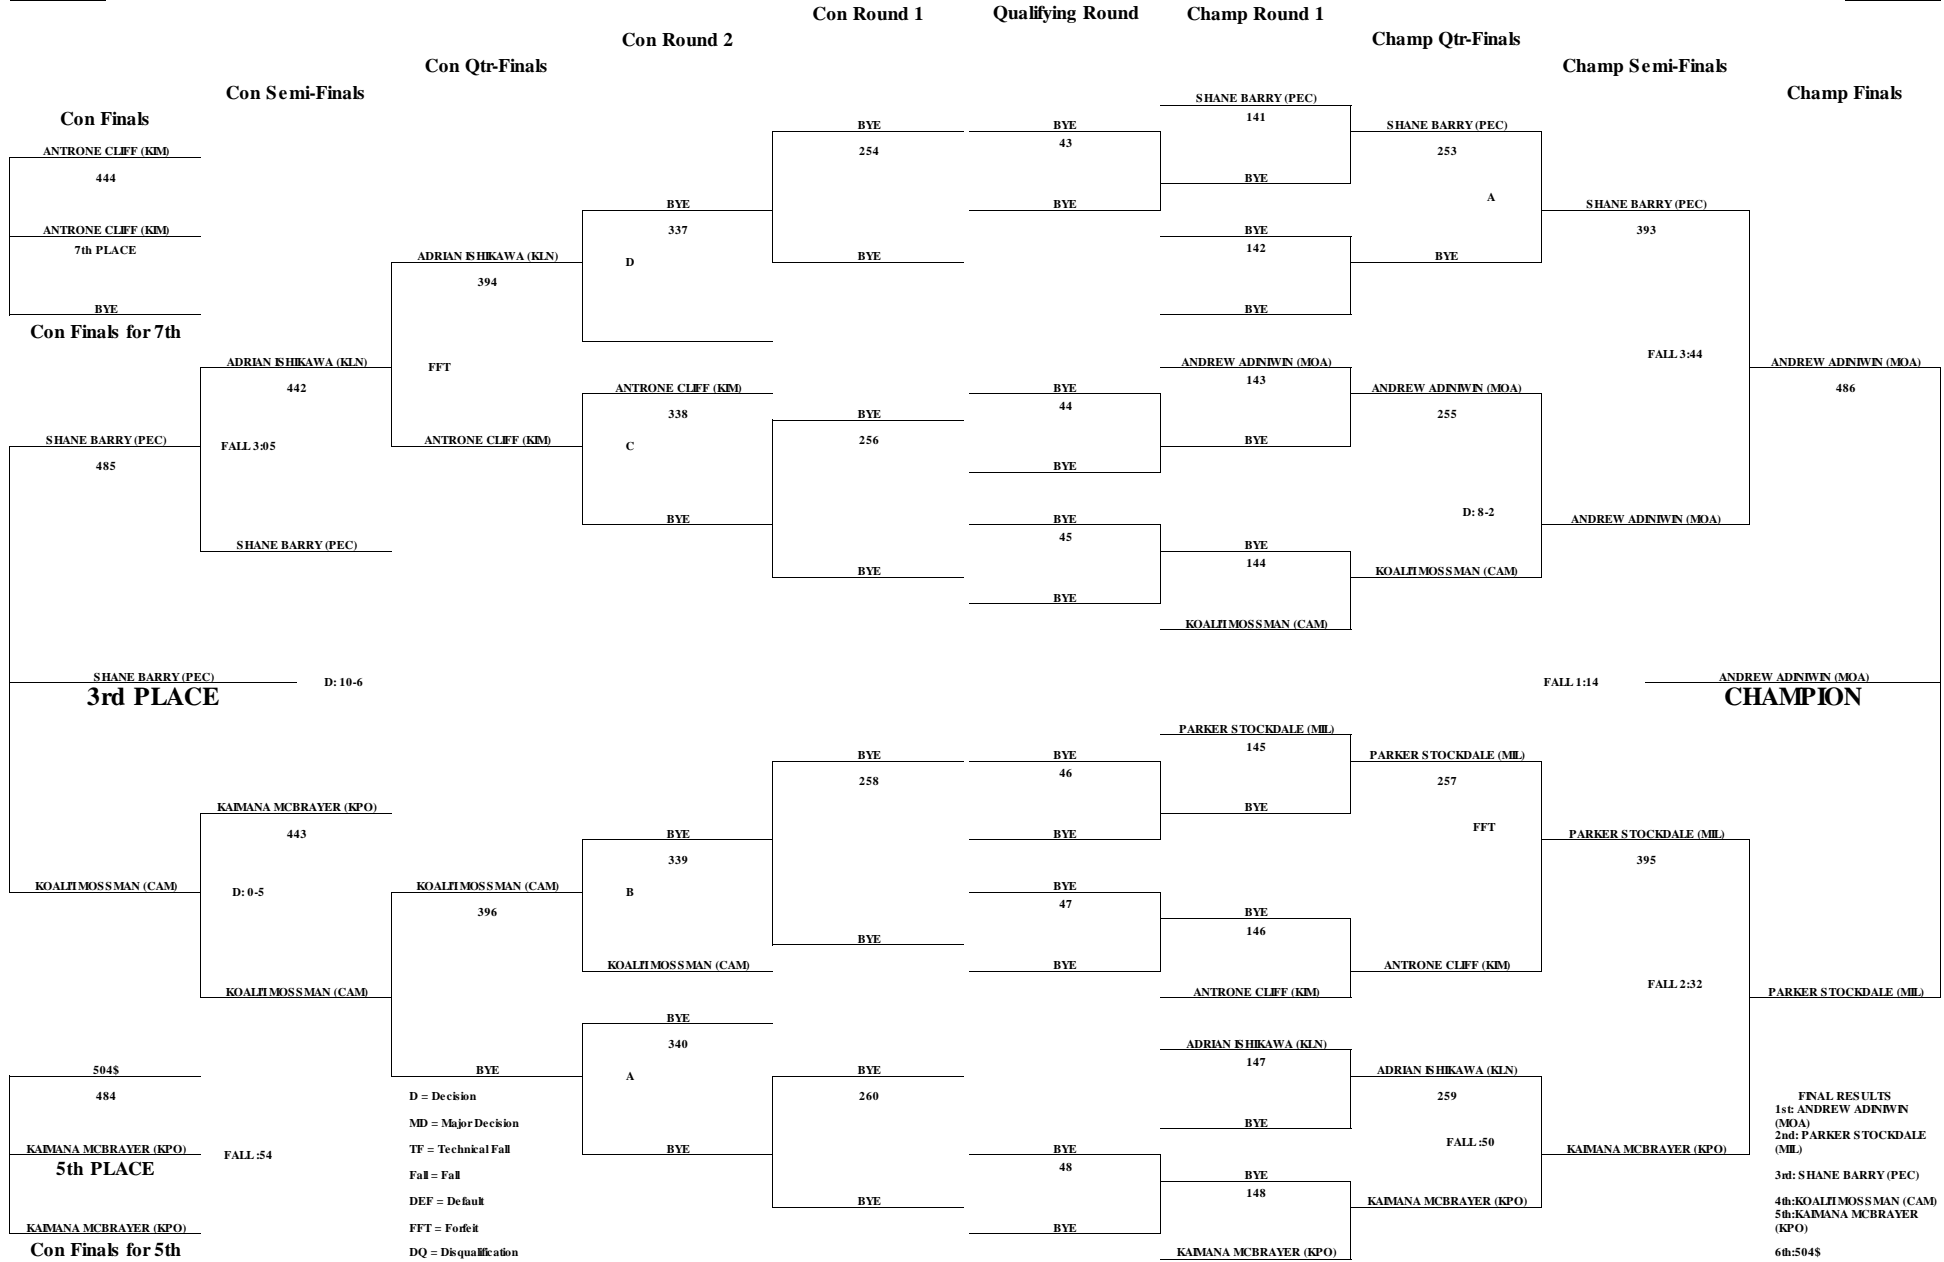 Con Round 1
Qualifying Round
Champ Round 1
Con Round 2
Champ Qtr-Finals
Con Qtr-Finals
Champ Semi-Finals
Con Semi-Finals
Champ Finals
Con Finals
ANTRONE CLIFF (KIM)
444
ANTRONE CLIFF (KIM)
7th PLACE
BYE
Con Finals for 7th
SHANE BARRY (PEC)
485
SHANE BARRY (PEC)
D: 10-6
3rd PLACE
KOALI'I MOSSMAN (CAM)
504$
484
KAIMANA MCBRAYER (KPO)
FALL :54
5th PLACE
KAIMANA MCBRAYER (KPO)
Con Finals for 5th
ADRIAN ISHIKAWA (KLN)
442
FALL 3:05
SHANE BARRY (PEC)
KAIMANA MCBRAYER (KPO)
443
D: 0-5
KOALI'I MOSSMAN (CAM)
ADRIAN ISHIKAWA (KLN)
394
FFT
ANTRONE CLIFF (KIM)
KOALI'I MOSSMAN (CAM)
396
BYE
D = Decision
MD = Major Decision
TF = Technical Fall
Fall = Fall
DEF = Default
FFT = Forfeit
DQ = Disqualification
BYE
337
D
ANTRONE CLIFF (KIM)
338
C
BYE
BYE
339
B
KOALI'I MOSSMAN (CAM)
BYE
340
A
BYE
BYE
254
BYE
BYE
256
BYE
BYE
258
BYE
BYE
260
BYE
BYE
43
BYE
BYE
44
BYE
BYE
45
BYE
BYE
46
BYE
BYE
47
BYE
BYE
48
BYE
SHANE BARRY (PEC)
141
BYE
BYE
142
BYE
ANDREW ADINIWIN (MOA)
143
BYE
BYE
144
KOALI'I MOSSMAN (CAM)
PARKER STOCKDALE (MIL)
145
BYE
BYE
146
ANTRONE CLIFF (KIM)
ADRIAN ISHIKAWA (KLN)
147
BYE
BYE
148
KAIMANA MCBRAYER (KPO)
SHANE BARRY (PEC)
253
A
BYE
ANDREW ADINIWIN (MOA)
255
D: 8-2
KOALI'I MOSSMAN (CAM)
PARKER STOCKDALE (MIL)
257
FFT
ANTRONE CLIFF (KIM)
ADRIAN ISHIKAWA (KLN)
259
FALL :50
KAIMANA MCBRAYER (KPO)
SHANE BARRY (PEC)
393
FALL 3:44
ANDREW ADINIWIN (MOA)
PARKER STOCKDALE (MIL)
395
FALL 2:32
KAIMANA MCBRAYER (KPO)
ANDREW ADINIWIN (MOA)
486
FALL 1:14
ANDREW ADINIWIN (MOA)
CHAMPION
PARKER STOCKDALE (MIL)
FINAL RESULTS
1st: ANDREW ADINIWIN
(MOA)
2nd: PARKER STOCKDALE
(MIL)
3rd: SHANE BARRY (PEC)
4th:KOALI'I MOSSMAN (CAM)
5th:KAIMANA MCBRAYER
(KPO)
6th:504$